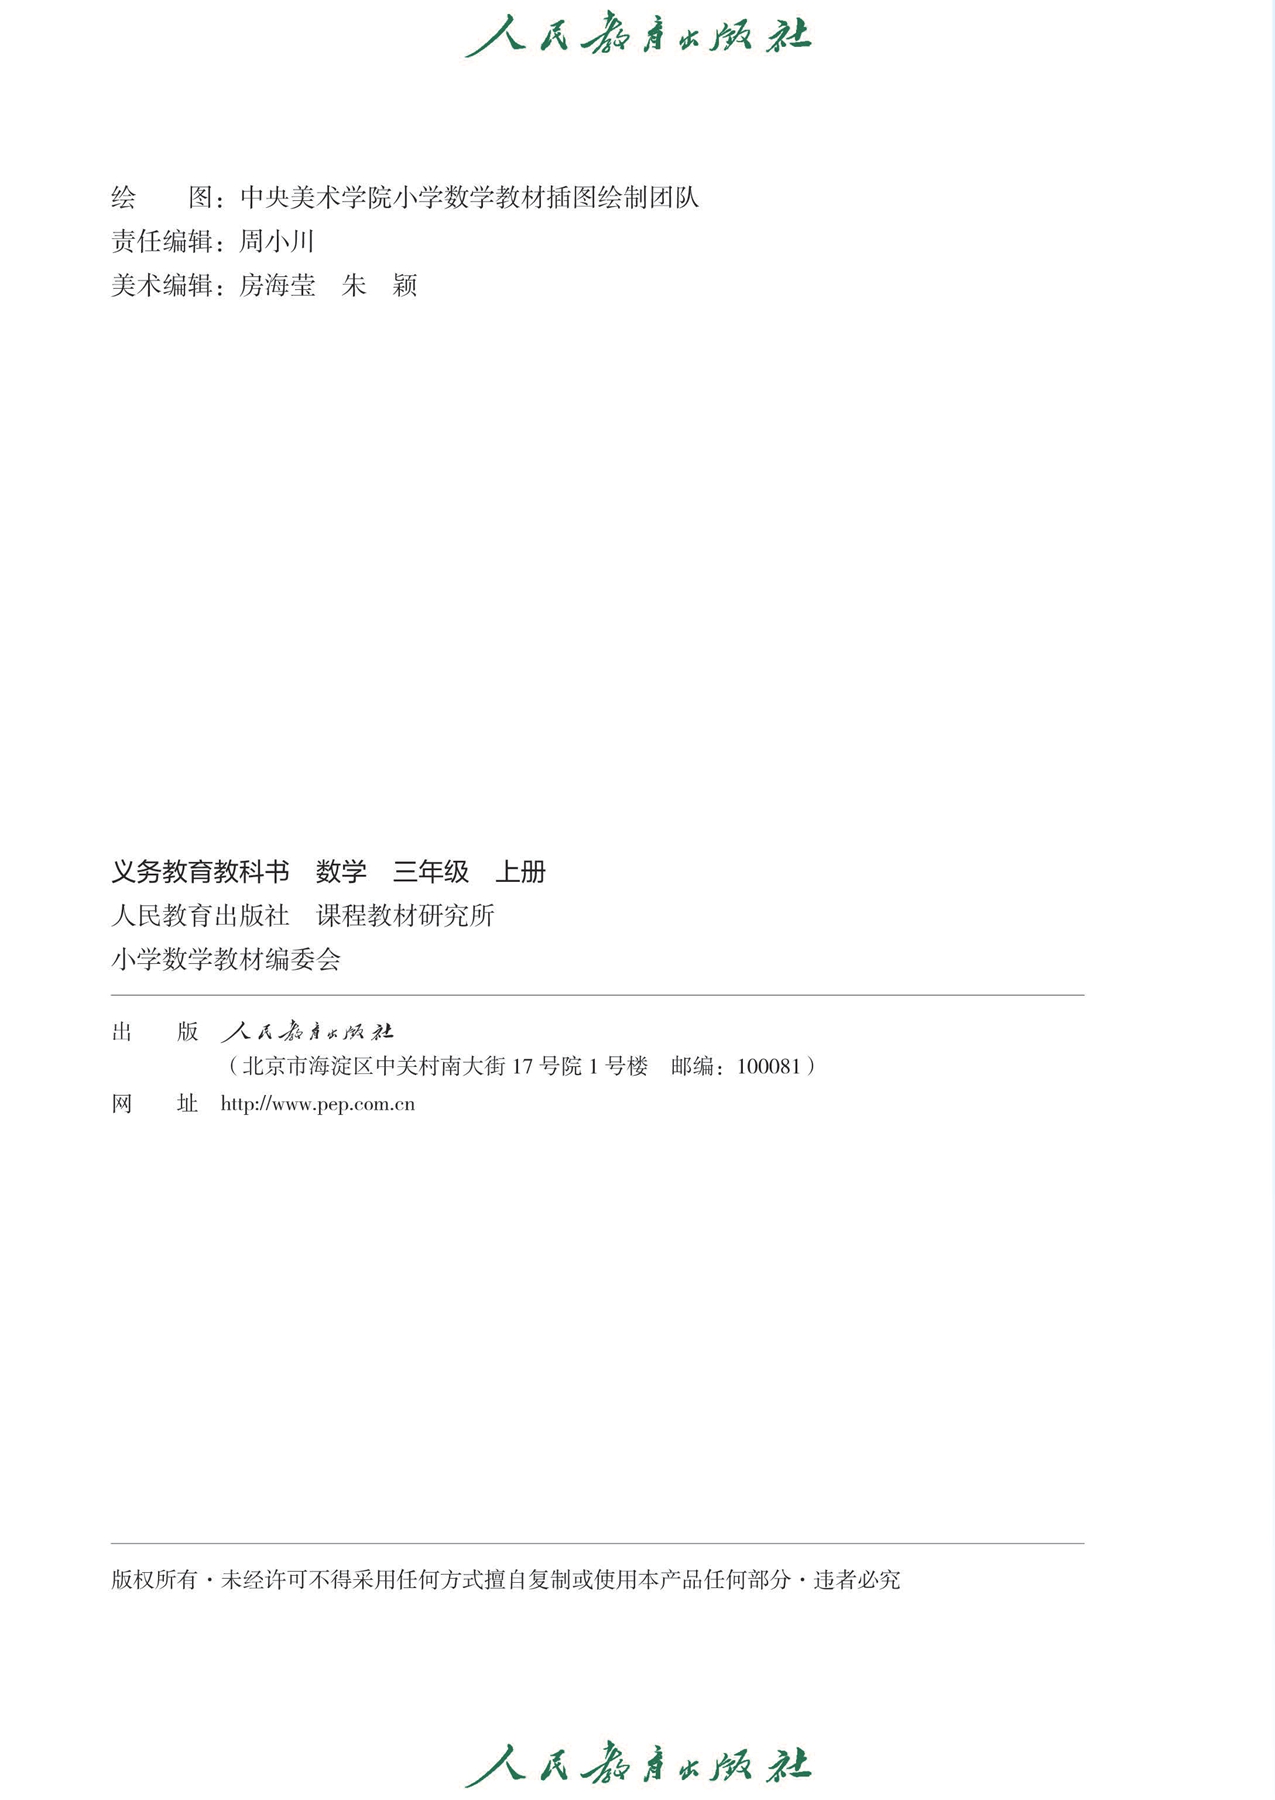 人民教育出版社
绘　　图：中央美术学院小学数学教材插图绘制团队
责任编辑：周小川
美术编辑：房海莹　朱　颖
义务教育教科书　数学　三年级　上册
人民教育出版社　课程教材研究所
小学数学教材编委会
出　　版　人民教育出版社
（北京市海淀区中关村南大街 17 号院 1 号楼　邮编：100081）
网　　址　http://www.pep.com.cn
版权所有·未经许可不得采用任何方式擅自复制或使用本产品任何部分·违者必究
人民教育出版社